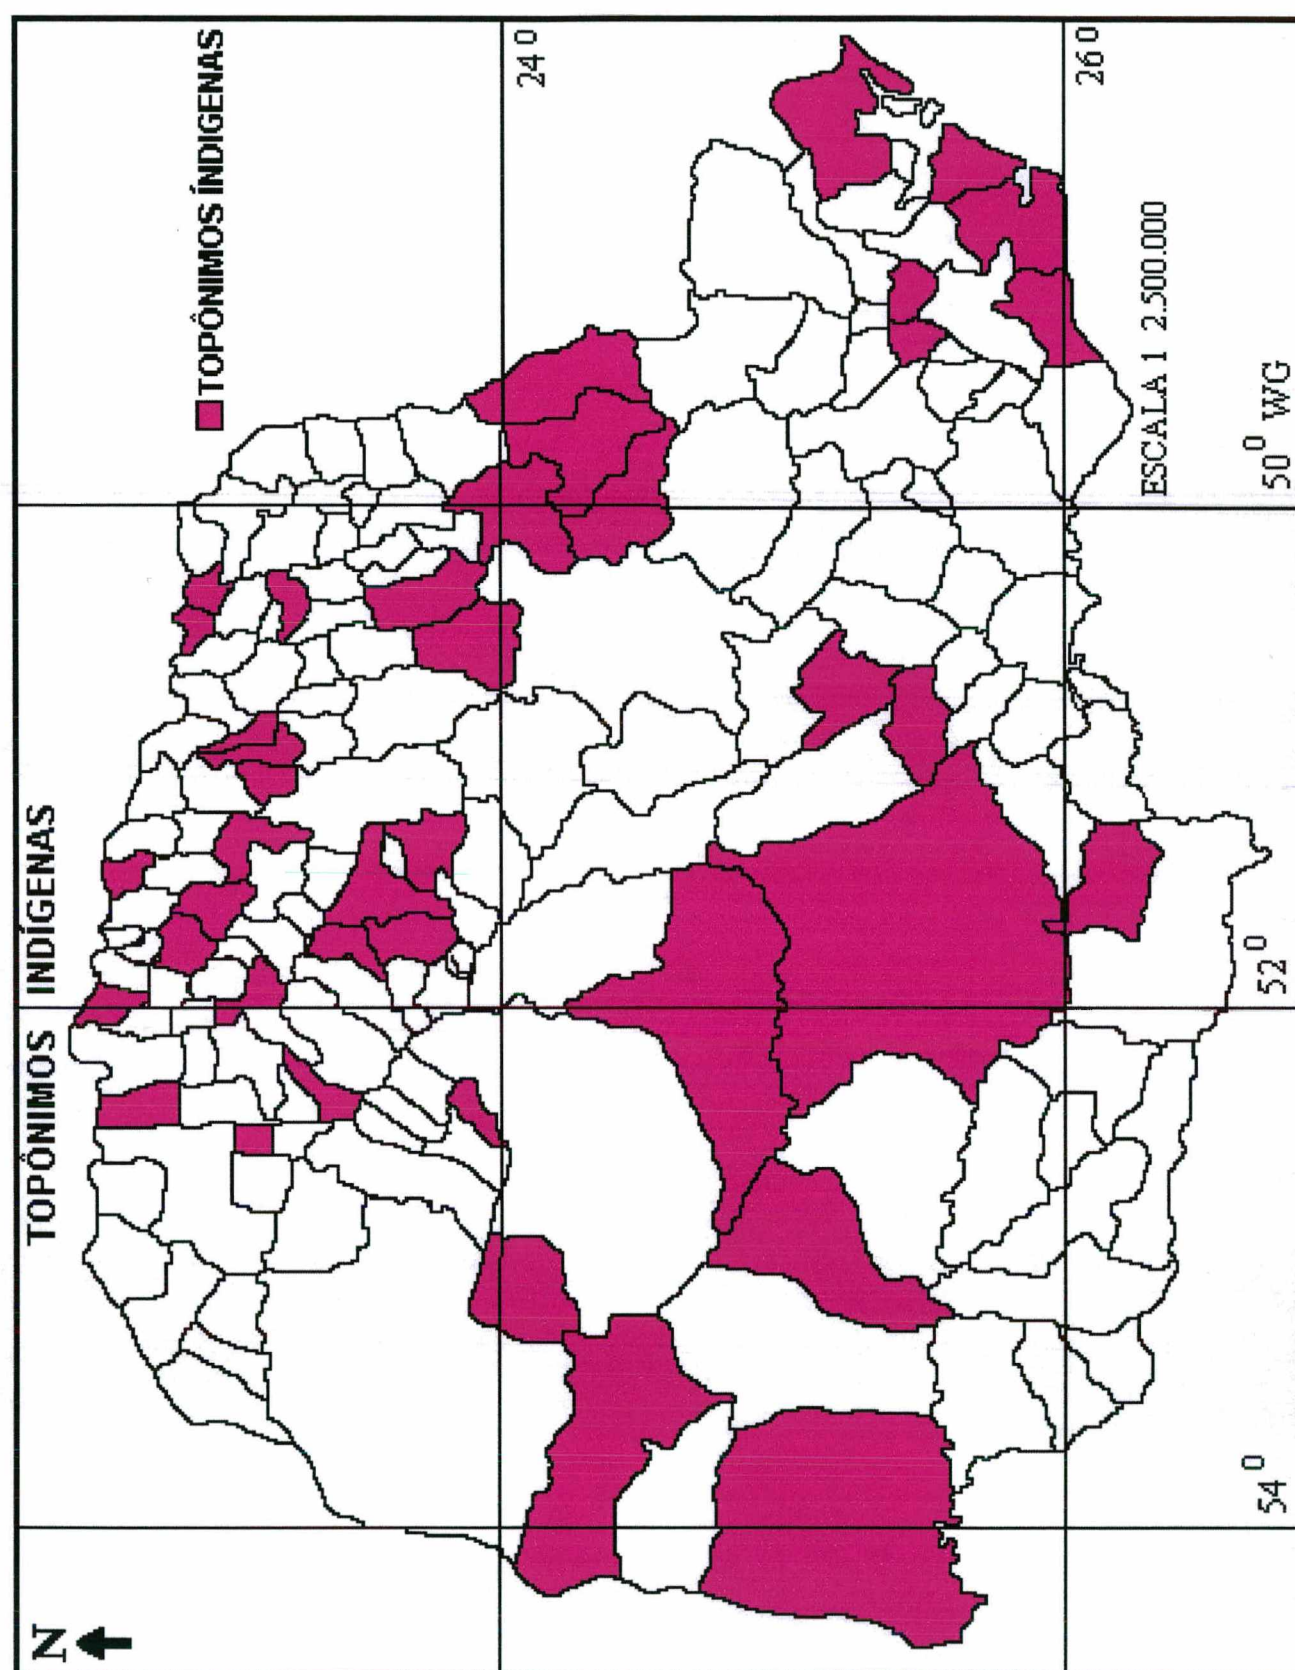 TOPÔNIMOS INDÍGENAS
TOPÔNIMOS ÍNDIGENAS
N
24 0
26 0
ESCALA 1 2.500.000
54 0
52 0
50 0 WG